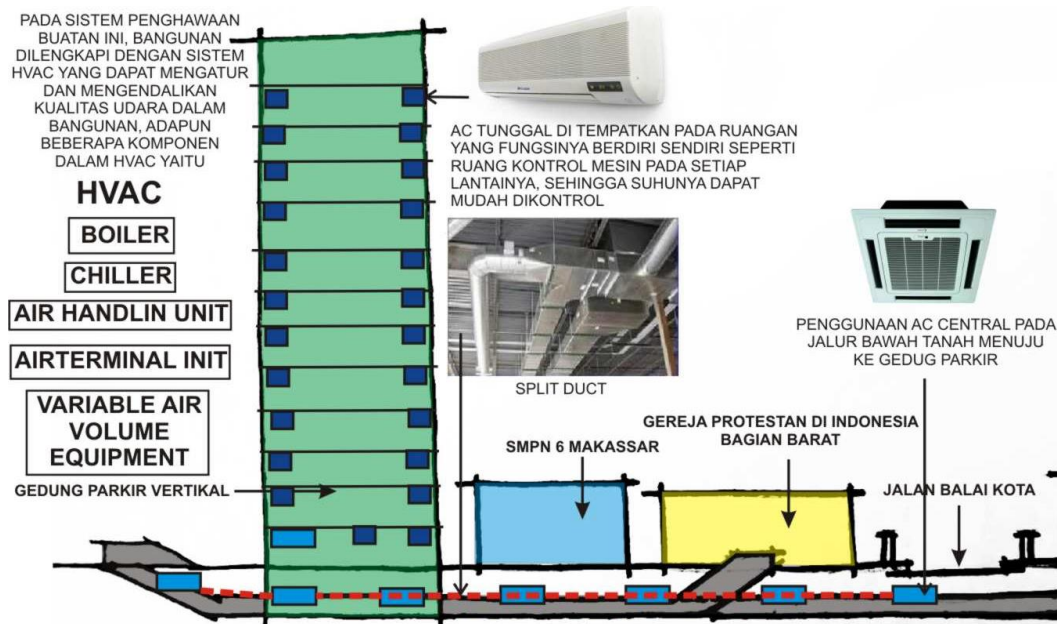 PADA SISTEM PENGHAWAAN
BUATAN INI, BANGUNAN
DILENGKAPI DENGAN SISTEM
HVAC YANG DAPAT MENGATUR
DAN MENGENDALIKAN
KUALITAS UDARA DALAM
BANGUNAN, ADAPUN
BEBERAPA KOMPONEN
DALAM HVAC YAITU
HVAC
BOILER
CHILLER
AIR HANDLIN UNIT
AIRTERMINAL INIT
VARIABLE AIR
VOLUME
EQUIPMENT
GEDUNG PARKIR VERTIKAL
AC TUNGGAL DI TEMPATKAN PADA RUANGAN
YANG FUNGSINYA BERDIRI SENDIRI SEPERTI
RUANG KONTROL MESIN PADA SETIAP
LANTAINYA, SEHINGGA SUHUNYA DAPAT
MUDAH DIKONTROL
SPLIT DUCT
PENGGUNAAN AC CENTRAL PADA
JALUR BAWAH TANAH MENUJU
KE GEDUG PARKIR
SMPN 6 MAKASSAR
GEREJA PROTESTAN DI INDONESIA
BAGIAN BARAT
JALAN BALAI KOTA